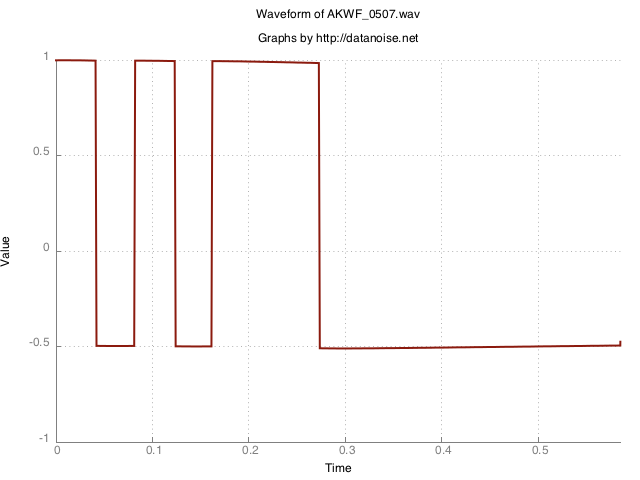 Waveform of AKWF_0507.wav
Graphs by http://datanoise.net
1
0.5
0
-0.5
-1
Value
0 0.1 0.2 0.3 0.4 0.5
Time